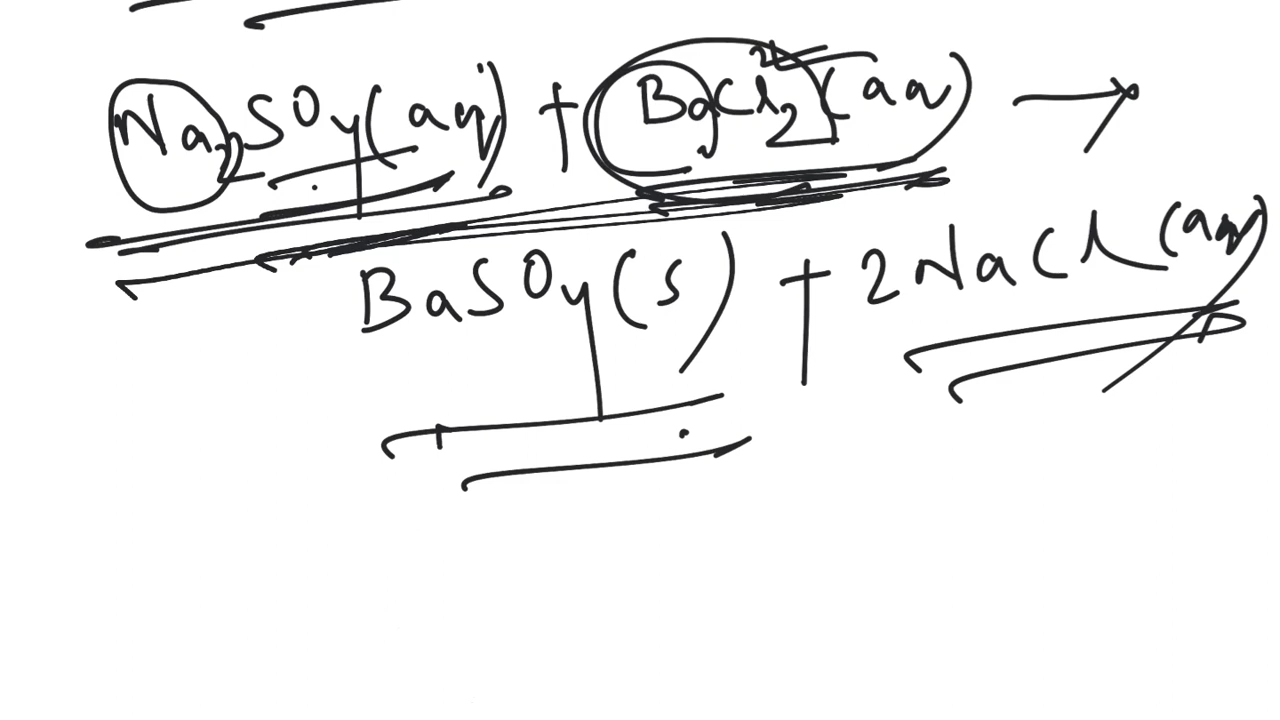 Na2SO4(aq) + BaCl2(aq) →
BaSO4(s) + 2NaCl(aq)